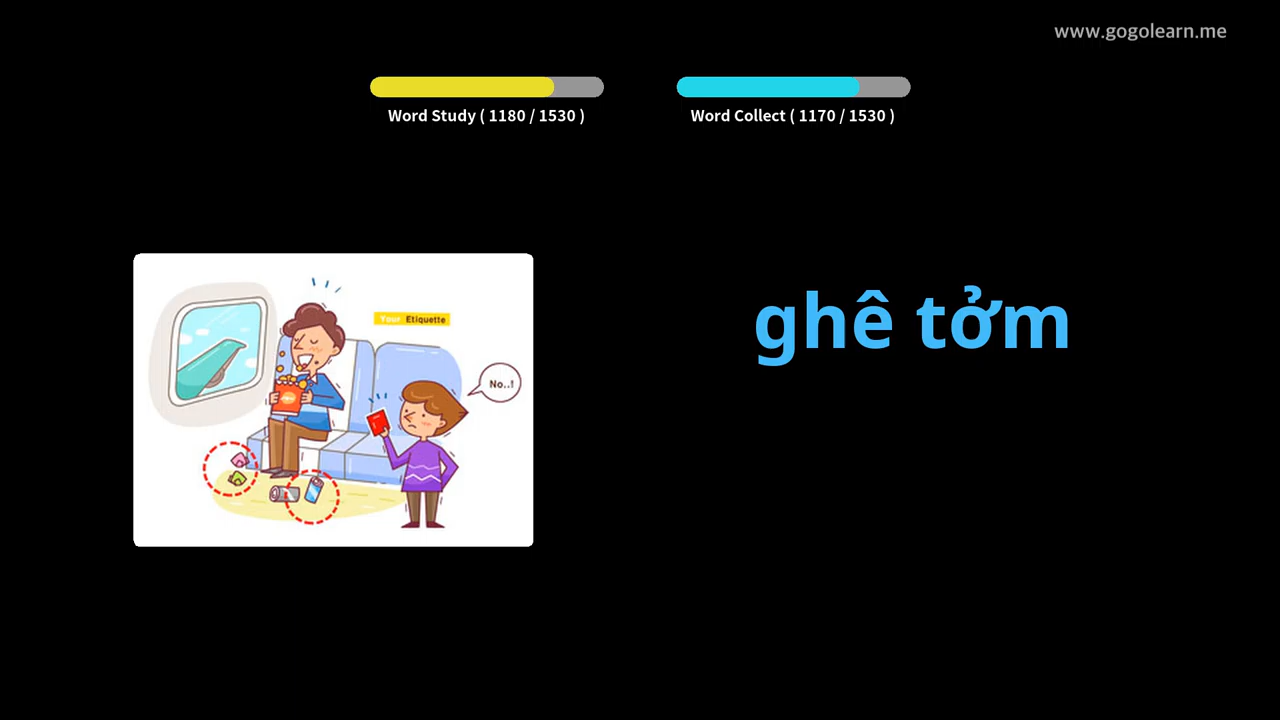 www.gogolearn.me
Word Study ( 1180 / 1530 )
Word Collect ( 1170 / 1530 )
Your Etiquette
No..!
ghê tởm